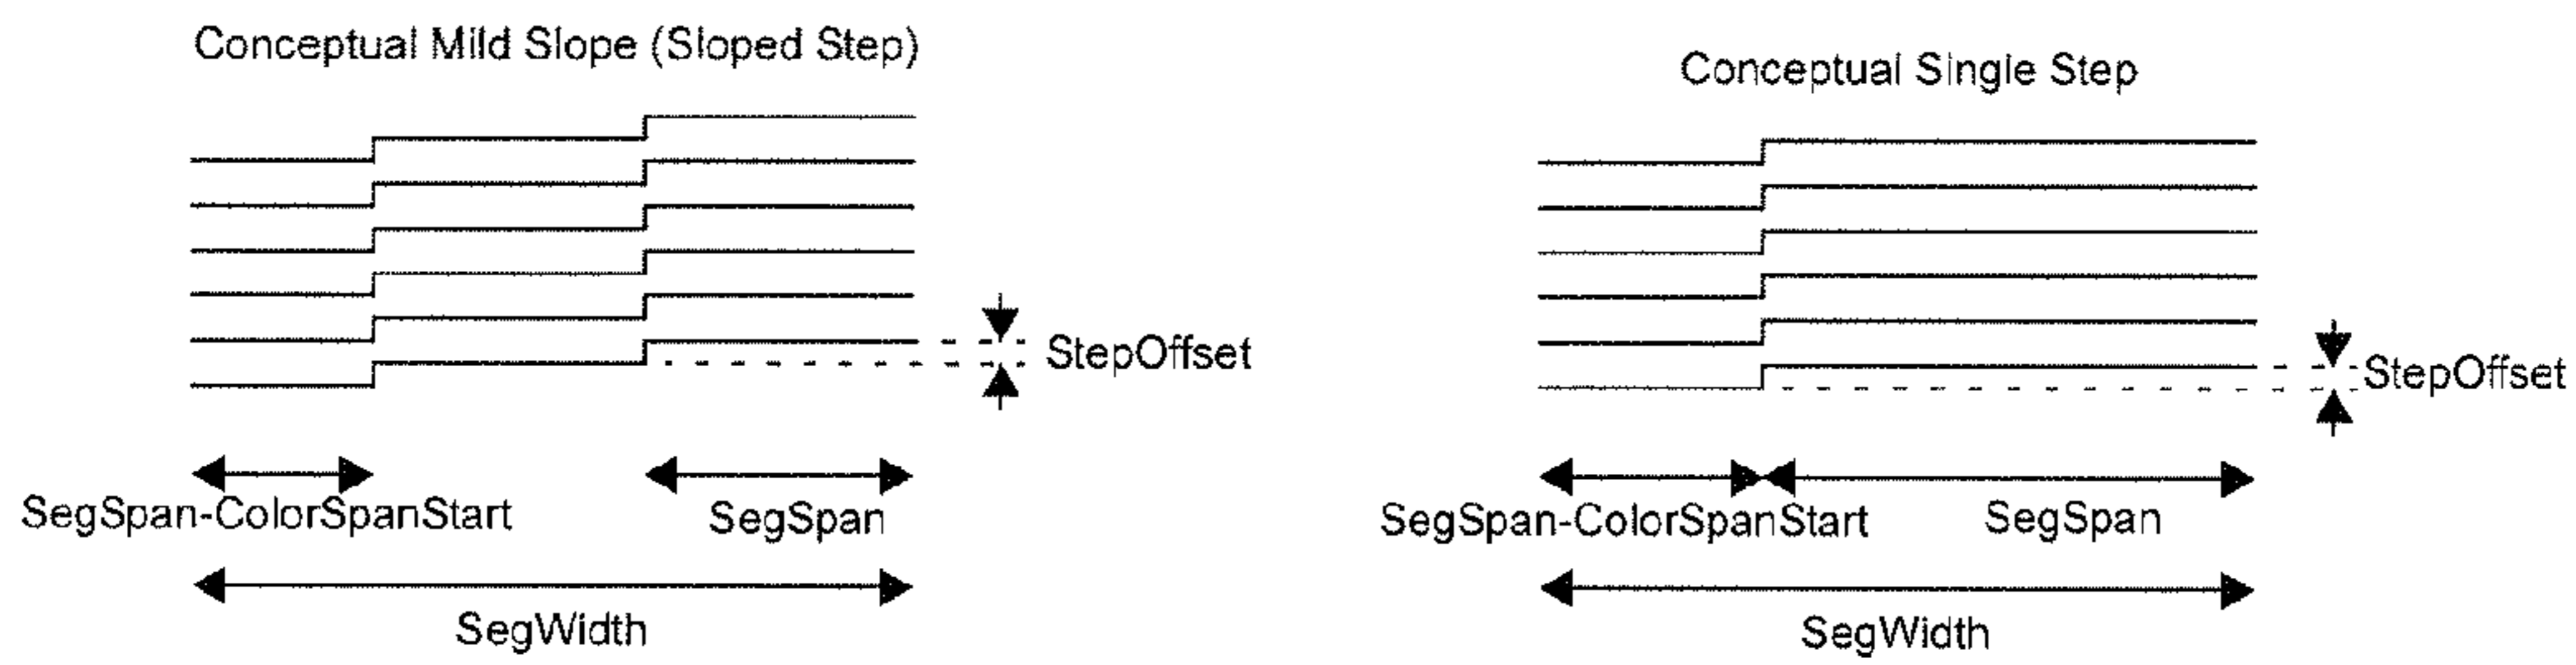 Conceptual Mild Slope (Sloped Step)
StepOffset
SegSpan-ColorSpanStart
SegSpan
SegWidth
Conceptual Single Step
StepOffset
SegSpan-ColorSpanStart
SegSpan
SegWidth